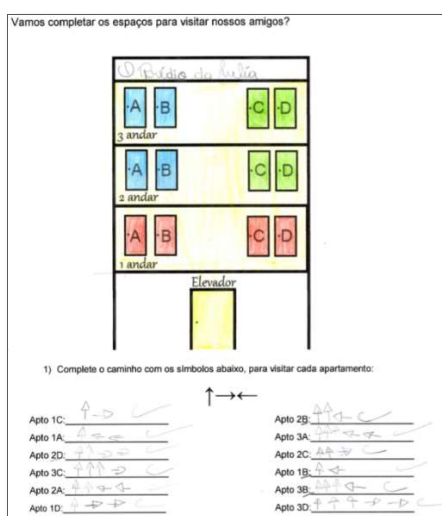 Vamos completar os espaços para visitar nossos amigos?
O Prédio da Julia
A B C D
3 andar
A B C D
2 andar
A B C D
1 andar
Elevador
1) Complete o caminho com os símbolos abaixo, para visitar cada apartamento:
↑→←
Apto 1C: ↑→
Apto 1A: ↑←←
Apto 2D: ↑↑→→
Apto 3C: ↑↑↑→
Apto 2A: ↑↑←←
Apto 1D: ↑→→
Apto 2B: ↑↑←
Apto 3A: ↑↑↑←←
Apto 2C: ↑↑→
Apto 1B: ↑←
Apto 3B: ↑↑↑←
Apto 3D: ↑↑↑→→